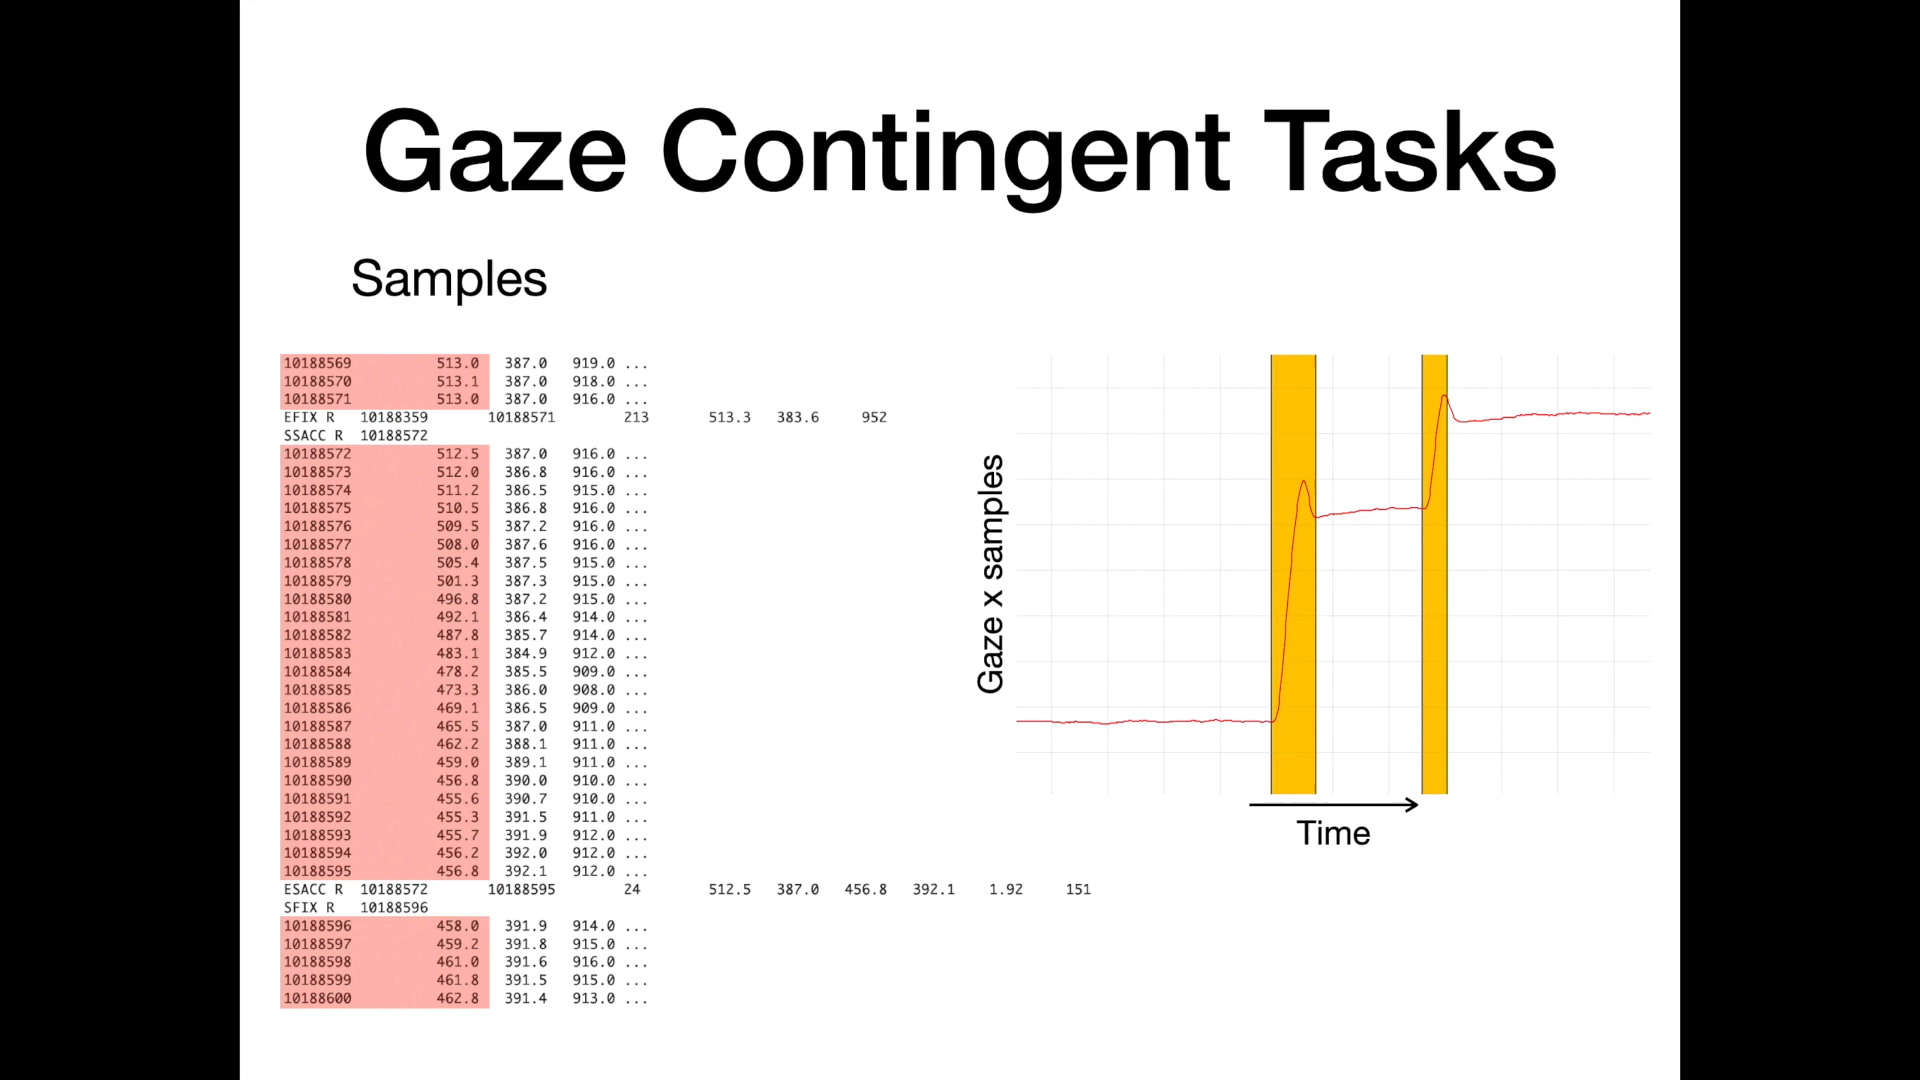 Gaze Contingent Tasks
Samples
10188569 513.0 387.0 919.0 ...
10188570 513.1 387.0 918.0 ...
10188571 513.0 387.0 916.0 ...
EFIX R 10188359 10188571 213 513.3 383.6 952
SSACC R 10188572
10188572 512.5 387.0 916.0 ...
10188573 512.0 386.8 916.0 ...
10188574 511.2 386.5 915.0 ...
10188575 510.5 386.8 916.0 ...
10188576 509.5 387.2 916.0 ...
10188577 508.0 387.6 916.0 ...
10188578 505.4 387.5 915.0 ...
10188579 501.3 387.3 915.0 ...
10188580 496.8 387.2 915.0 ...
10188581 492.1 386.4 914.0 ...
10188582 487.8 385.7 914.0 ...
10188583 483.1 384.9 912.0 ...
10188584 478.2 385.5 909.0 ...
10188585 473.3 386.0 908.0 ...
10188586 469.1 386.5 909.0 ...
10188587 465.5 387.0 911.0 ...
10188588 462.2 388.1 911.0 ...
10188589 459.0 389.1 911.0 ...
10188590 456.8 390.0 910.0 ...
10188591 455.6 390.7 910.0 ...
10188592 455.3 391.5 911.0 ...
10188593 455.7 391.9 912.0 ...
10188594 456.2 392.0 912.0 ...
10188595 456.8 392.1 912.0 ...
ESACC R 10188572 10188595 24 512.5 387.0 456.8 392.1 1.92 151
SFIX R 10188596
10188596 458.0 391.9 914.0 ...
10188597 459.2 391.8 915.0 ...
10188598 461.0 391.6 916.0 ...
10188599 461.8 391.5 915.0 ...
10188600 462.8 391.4 913.0 ...
Gaze x samples
Time